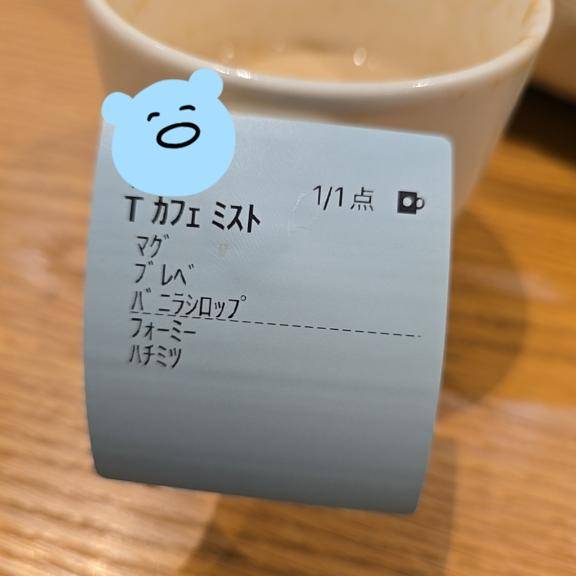 T カフェ ミスト 1/1点
マグ
ブレベ
バニラシロップ
フォーミー
ハチミツ